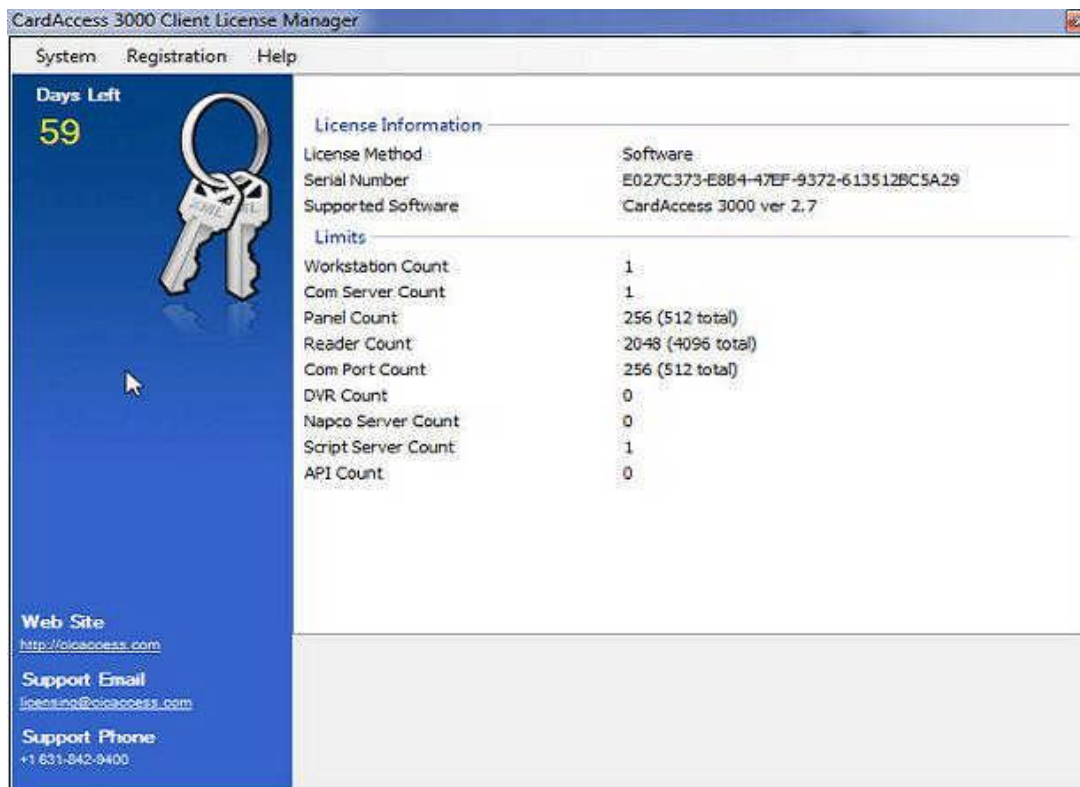 CardAccess 3000 Client License Manager
System Registration Help
Days Left
59
License Information
License Method Software
Serial Number E027C373-E8B4-47EF-9372-613512BC5A29
Supported Software CardAccess 3000 ver 2.7
Limits
Workstation Count 1
Com Server Count 1
Panel Count 256 (512 total)
Reader Count 2048 (4096 total)
Com Port Count 256 (512 total)
DVR Count 0
Napco Server Count 0
Script Server Count 1
API Count 0
Web Site
http://cicaccess.com
Support Email
licensing@cicaccess.com
Support Phone
+1 631-842-9400